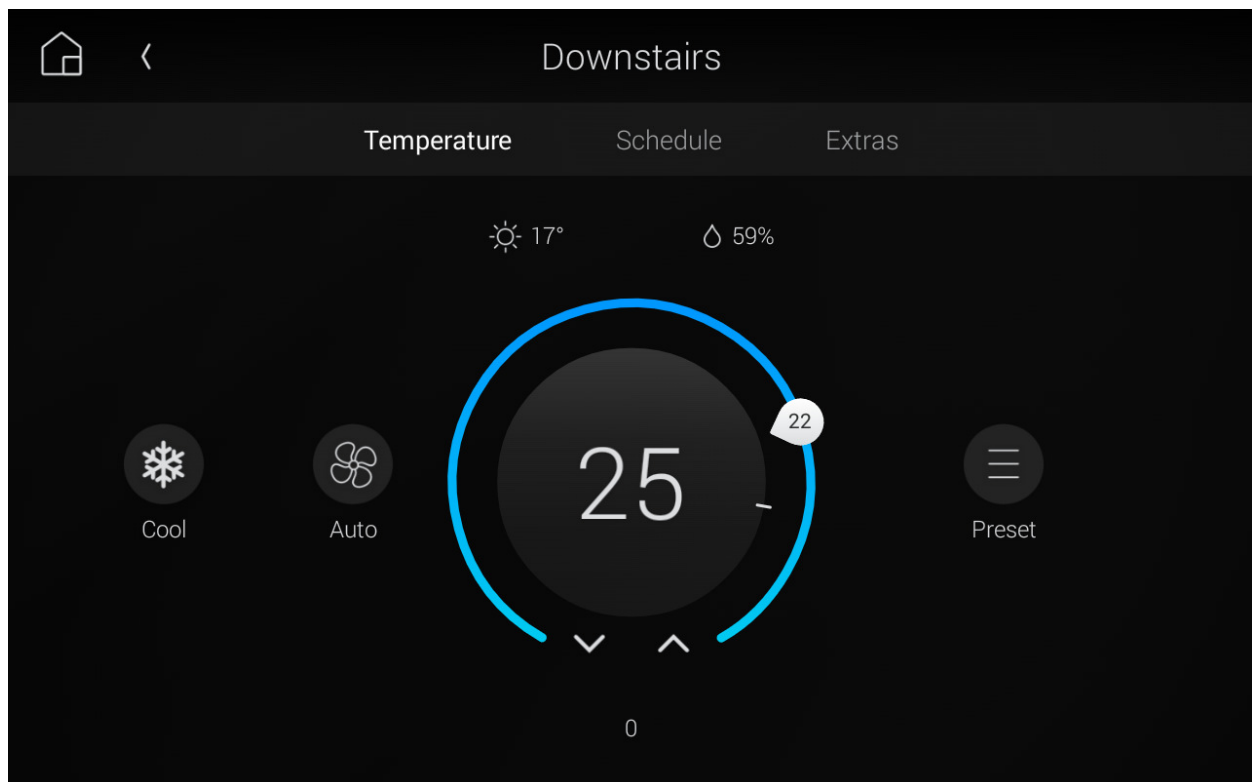 Downstairs
Temperature Schedule Extras
17° 59%
22
25
Cool Auto Preset
0